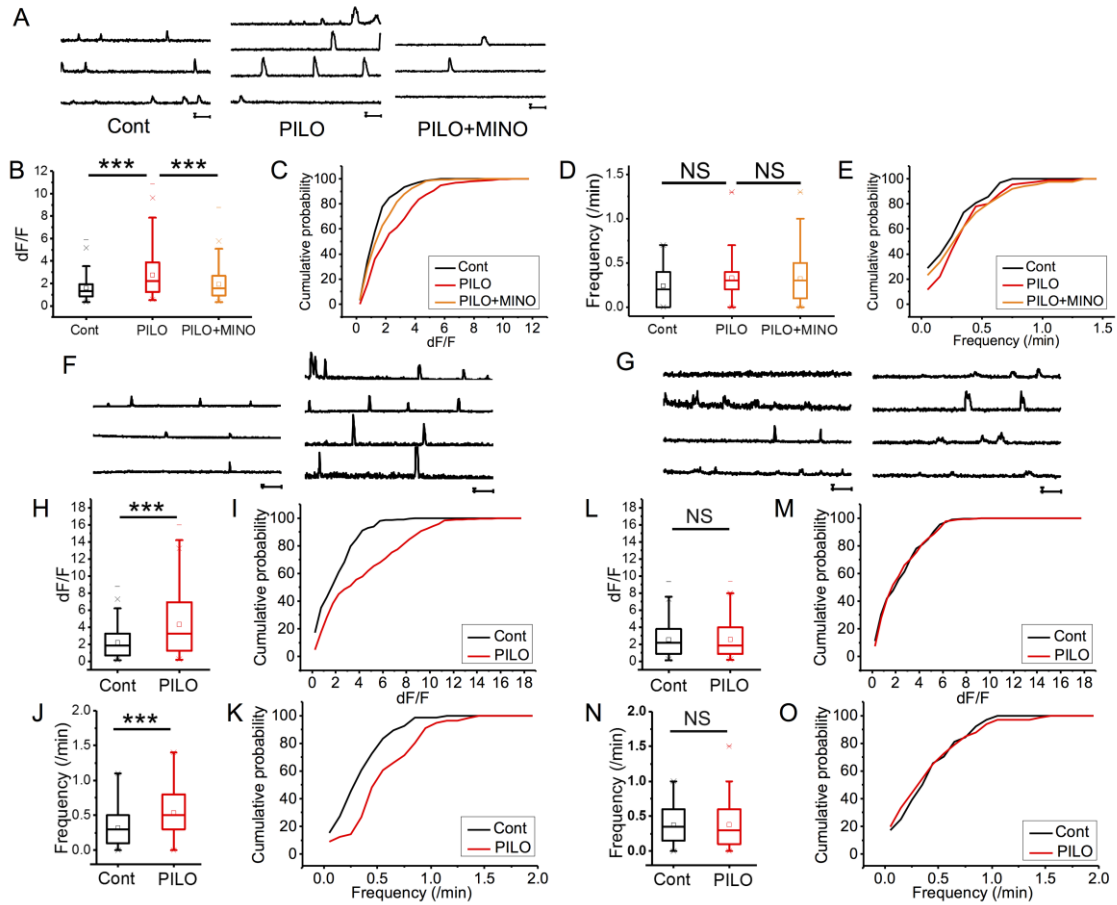 A
Cont
PILO
PILO+MINO
B
dF/F
12
10
8
6
4
2
0
***
***
Cont
PILO
PILO+MINO
C
Cumulative probability
100
80
60
40
20
0
Cont
PILO
PILO+MINO
0
4
8
12
dF/F
D
Frequency (/min)
1.5
1.0
0.5
0.0
NS
NS
Cont
PILO
PILO+MINO
E
Cumulative probability
100
80
60
40
20
0
Cont
PILO
PILO+MINO
0.0
0.5
1.0
1.5
Frequency (/min)
F
G
H
dF/F
18
16
14
12
10
8
6
4
2
0
***
Cont
PILO
I
Cumulative probability
100
80
60
40
20
0
Cont
PILO
0 2 4 6 8 10 12 14 16 18
dF/F
L
dF/F
18
16
14
12
10
8
6
4
2
0
NS
Cont
PILO
M
Cumulative probability
100
80
60
40
20
0
Cont
PILO
0 2 4 6 8 10 12 14 16 18
dF/F
J
Frequency (/min)
2.0
1.5
1.0
0.5
0.0
***
Cont
PILO
K
Cumulative probability
100
80
60
40
20
0
Cont
PILO
0.0 0.5 1.0 1.5 2.0
Frequency (/min)
N
Frequency (/min)
2.0
1.5
1.0
0.5
0.0
NS
Cont
PILO
O
Cumulative probability
100
80
60
40
20
0
Cont
PILO
0.0 0.5 1.0 1.5 2.0
Frequency (/min)